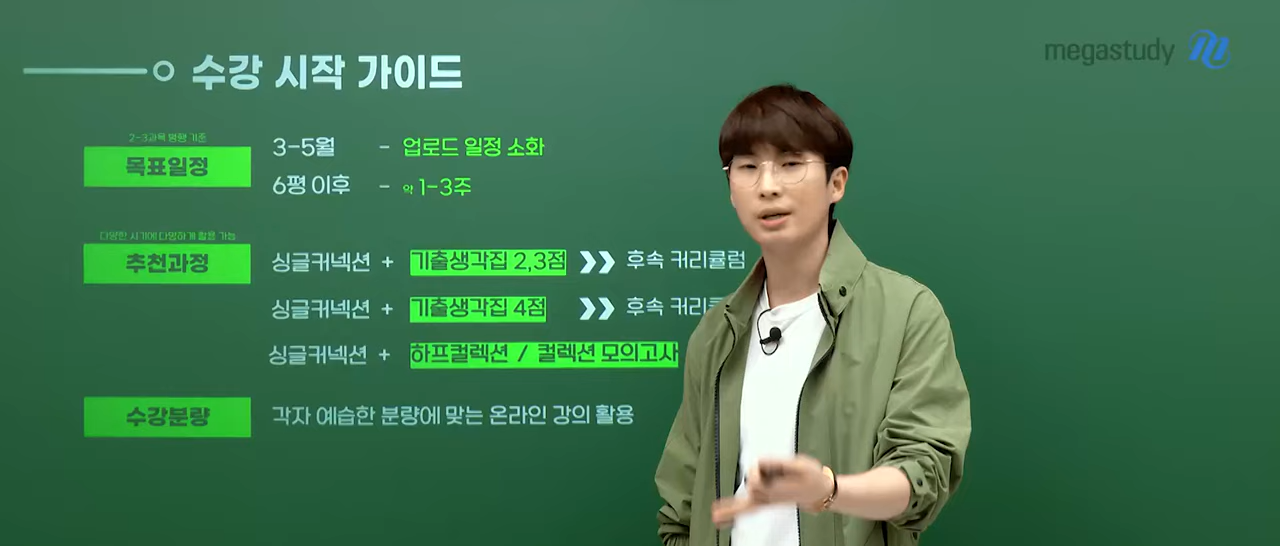 megastudy
수강 시작 가이드
2-3과목 병행 기준
목표일정
3-5월 - 업로드 일정 소화
6평 이후 - 약 1-3주
다양한 시기에 다양하게 활용 가능
추천과정
싱글커넥션 + 기출생각집 2,3점 후속 커리큘럼
싱글커넥션 + 기출생각집 4점 후속 커리
싱글커넥션 + 하프컬렉션 / 컬렉션 모의고사
수강분량
각자 예습한 분량에 맞는 온라인 강의 활용